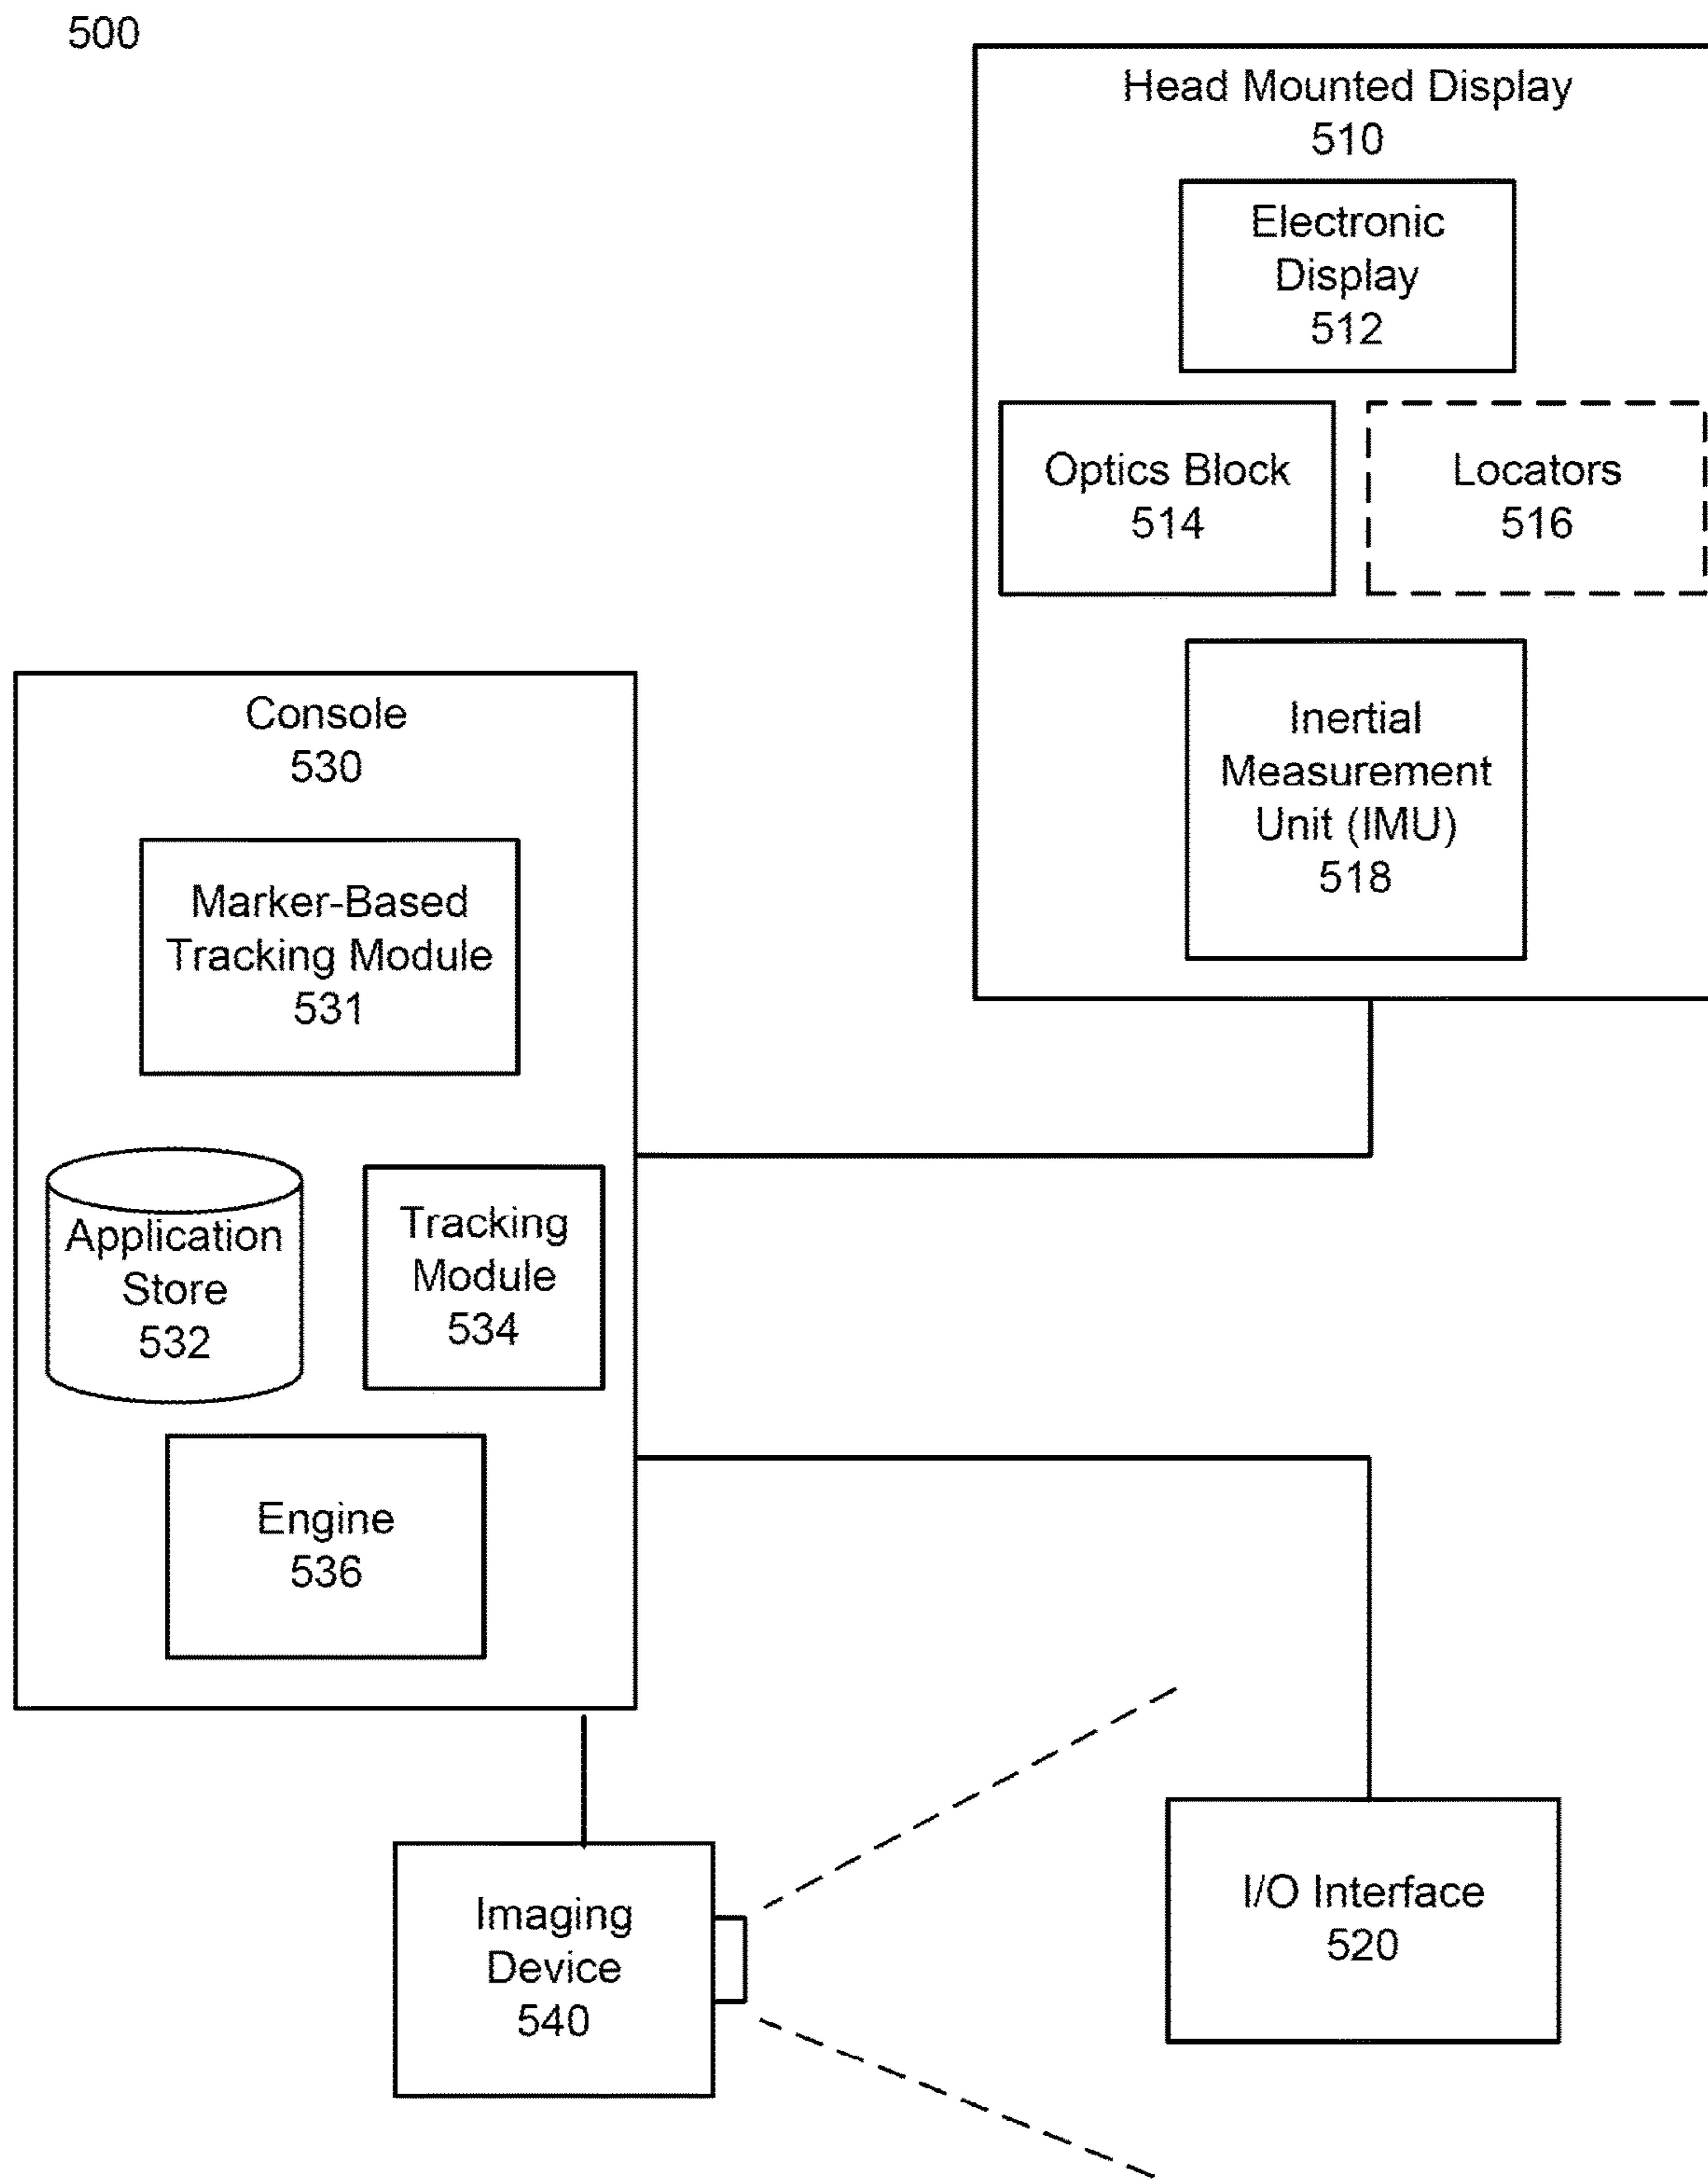 500
Head Mounted Display
510
Electronic
Display
512
Optics Block
514
Locators
516
Inertial
Measurement
Unit (IMU)
518
Console
530
Marker-Based
Tracking Module
531
Application
Store
532
Tracking
Module
534
Engine
536
Imaging
Device
540
I/O Interface
520